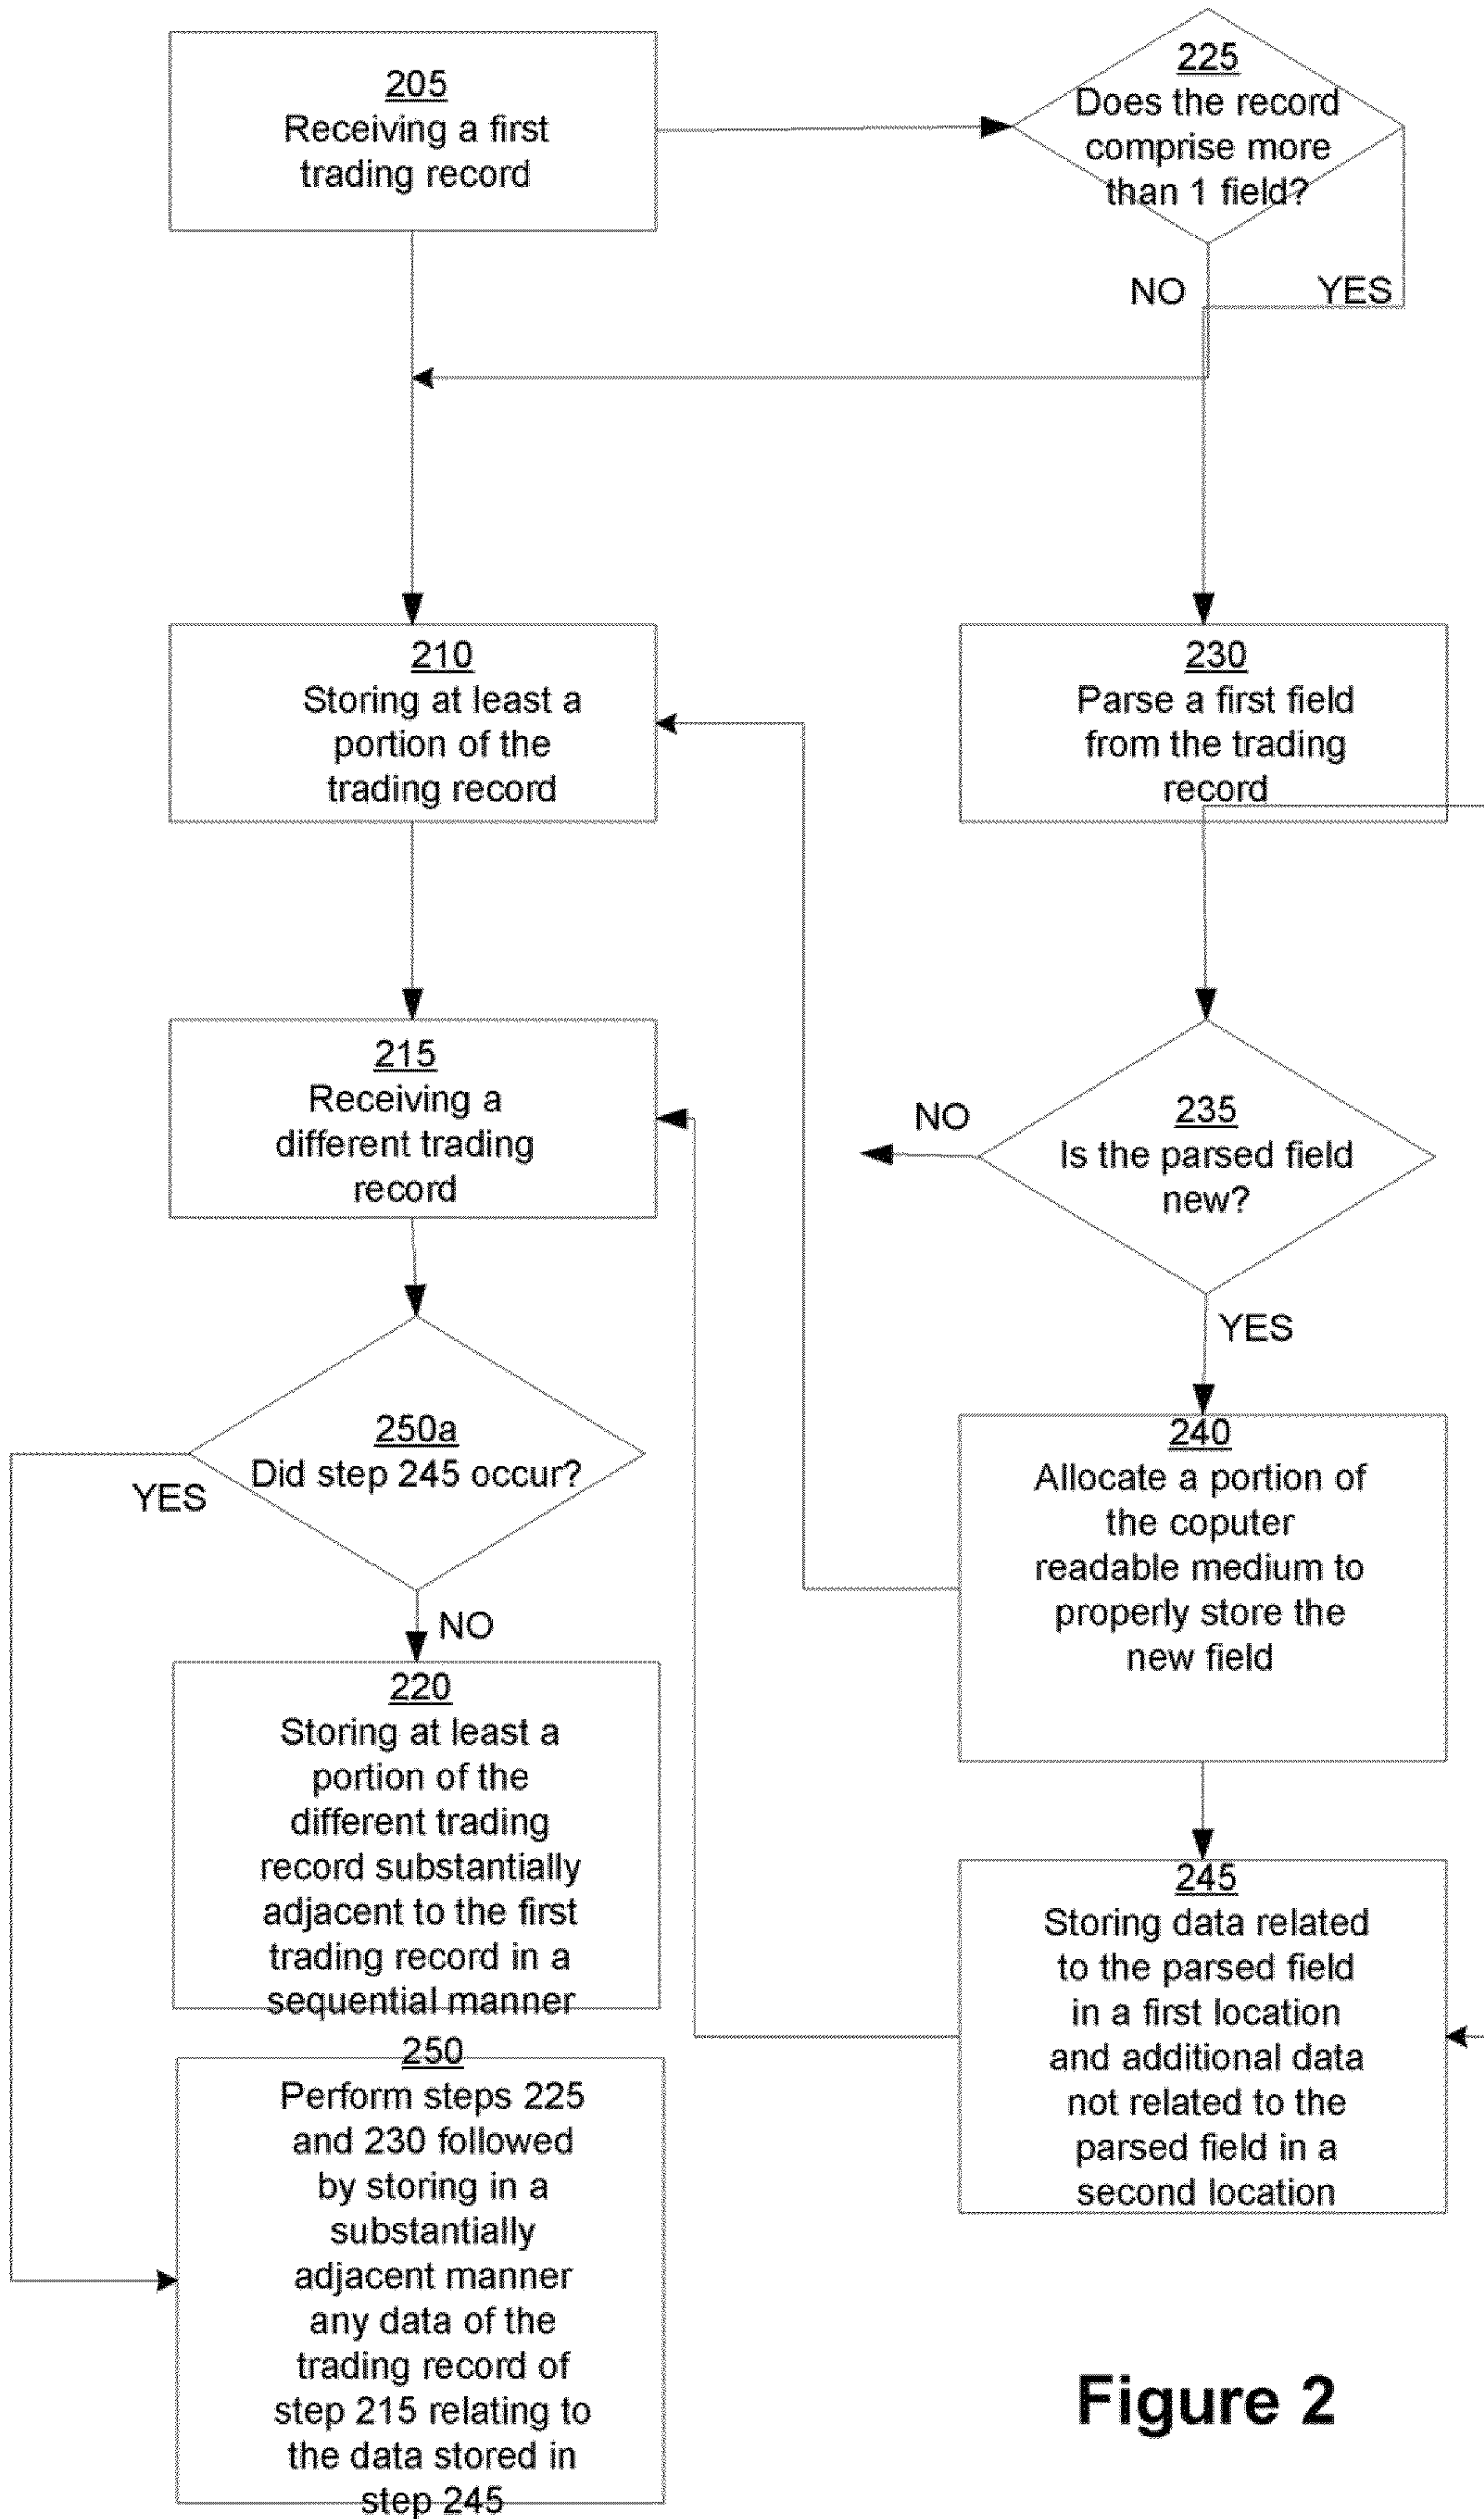 205
Receiving a first
trading record
225
Does the record
comprise more
than 1 field?
NO
YES
210
Storing at least a
portion of the
trading record
230
Parse a first field
from the trading
record
215
Receiving a
different trading
record
NO
235
Is the parsed field
new?
YES
250a
Did step 245 occur?
YES
NO
240
Allocate a portion of
the coputer
readable medium to
properly store the
new field
220
Storing at least a
portion of the
different trading
record substantially
adjacent to the first
trading record in a
sequential manner
245
Storing data related
to the parsed field
in a first location
and additional data
not related to the
parsed field in a
second location
250
Perform steps 225
and 230 followed
by storing in a
substantially
adjacent manner
any data of the
trading record of
step 215 relating to
the data stored in
step 245
Figure 2